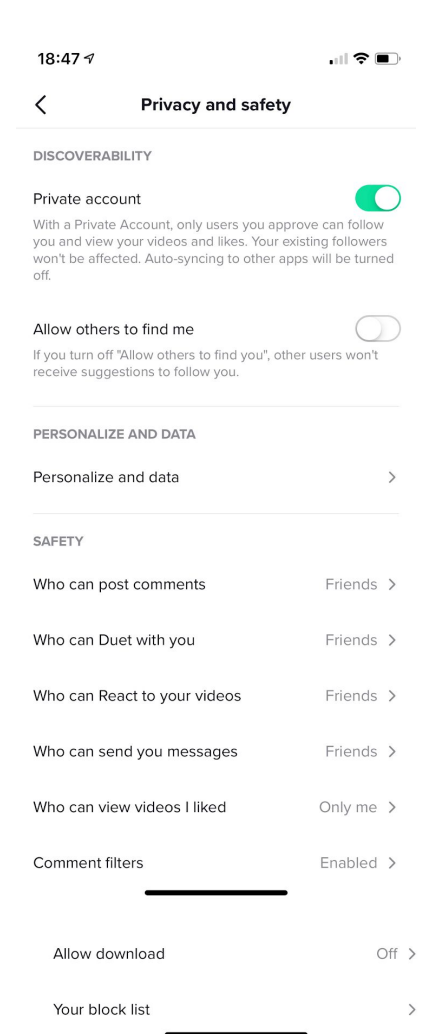 18:47
Privacy and safety
DISCOVERABILITY
Private account
With a Private Account, only users you approve can follow
you and view your videos and likes. Your existing followers
won't be affected. Auto-syncing to other apps will be turned
off.
Allow others to find me
If you turn off "Allow others to find you", other users won't
receive suggestions to follow you.
PERSONALIZE AND DATA
Personalize and data
SAFETY
Who can post comments Friends
Who can Duet with you Friends
Who can React to your videos Friends
Who can send you messages Friends
Who can view videos I liked Only me
Comment filters Enabled
Allow download Off
Your block list